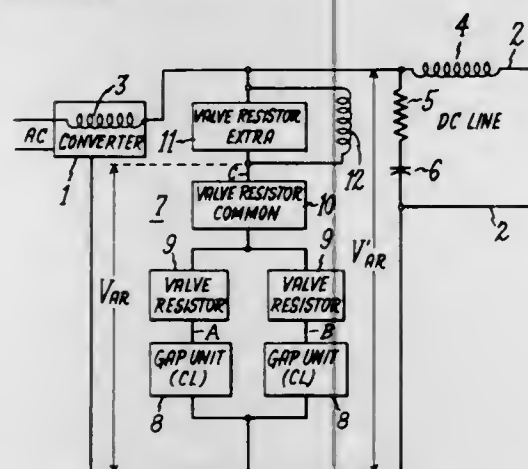 4
2
3
5
DC LINE
AC
CONVERTER
VALVE RESISTOR
EXTRA
11
12
1
C
6
VALVE RESISTOR
COMMON
10
7
2
9
9
V'AR
VAR
VALVE
RESISTOR
VALVE
RESISTOR
A
B
GAP UNIT
(CL)
GAP UNIT
(CL)
8
8